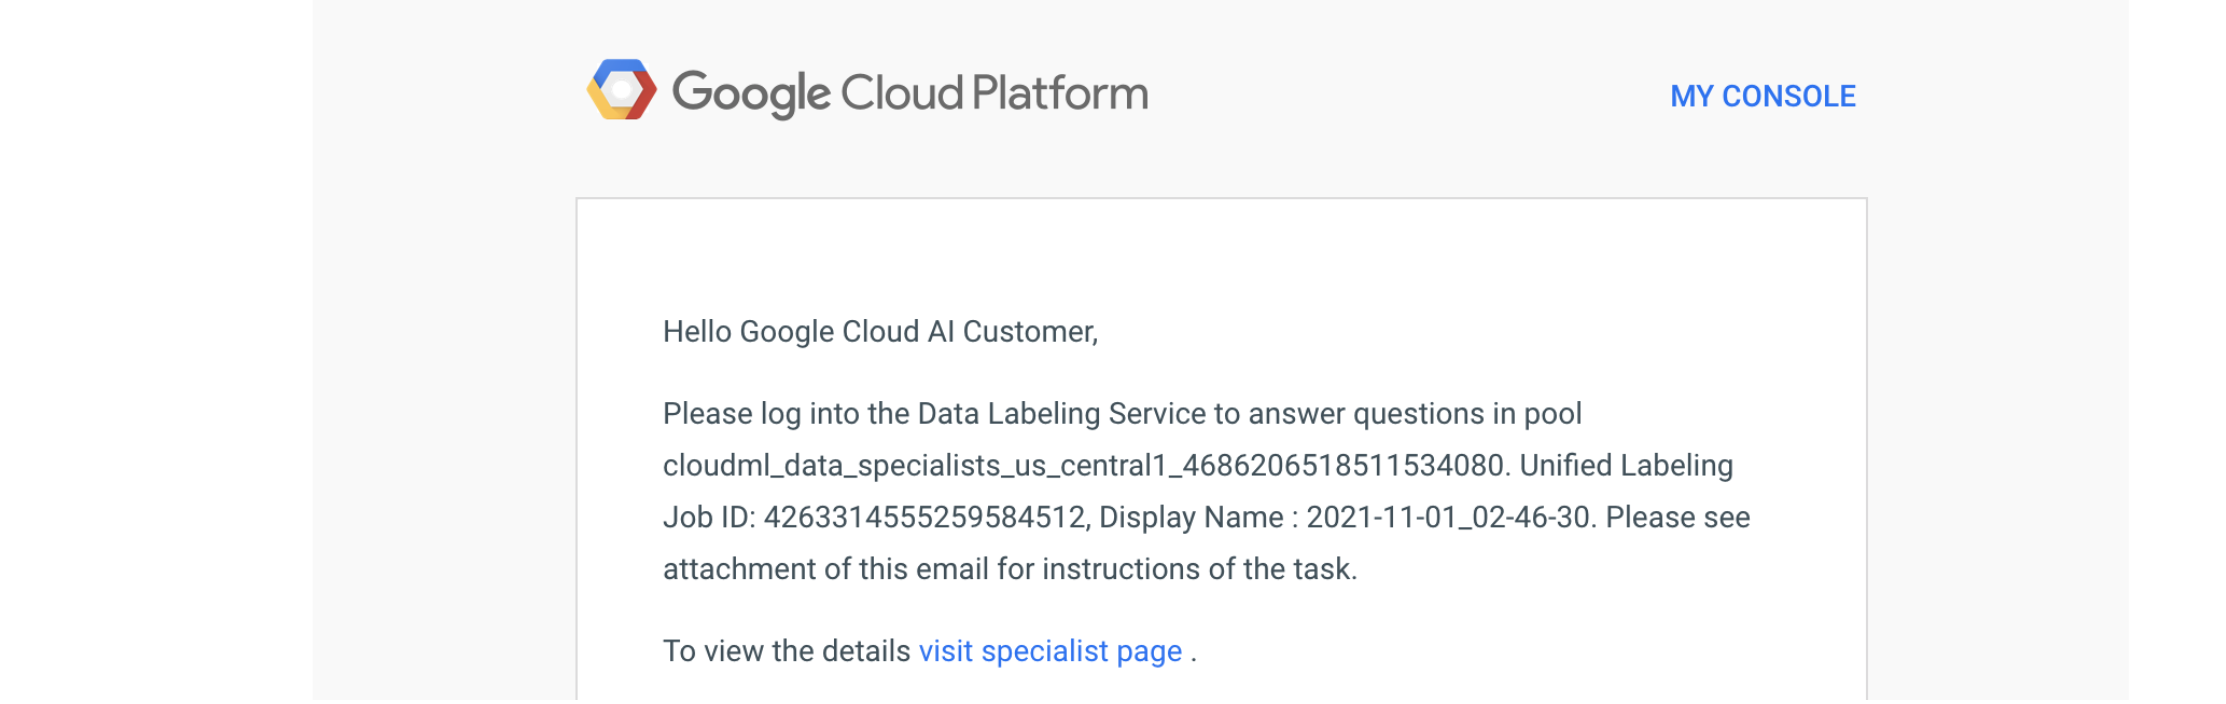 Google Cloud Platform
MY CONSOLE
Hello Google Cloud AI Customer,
Please log into the Data Labeling Service to answer questions in pool
cloudml_data_specialists_us_central1_4686206518511534080. Unified Labeling
Job ID: 4263314555259584512, Display Name : 2021-11-01_02-46-30. Please see
attachment of this email for instructions of the task.
To view the details visit specialist page .